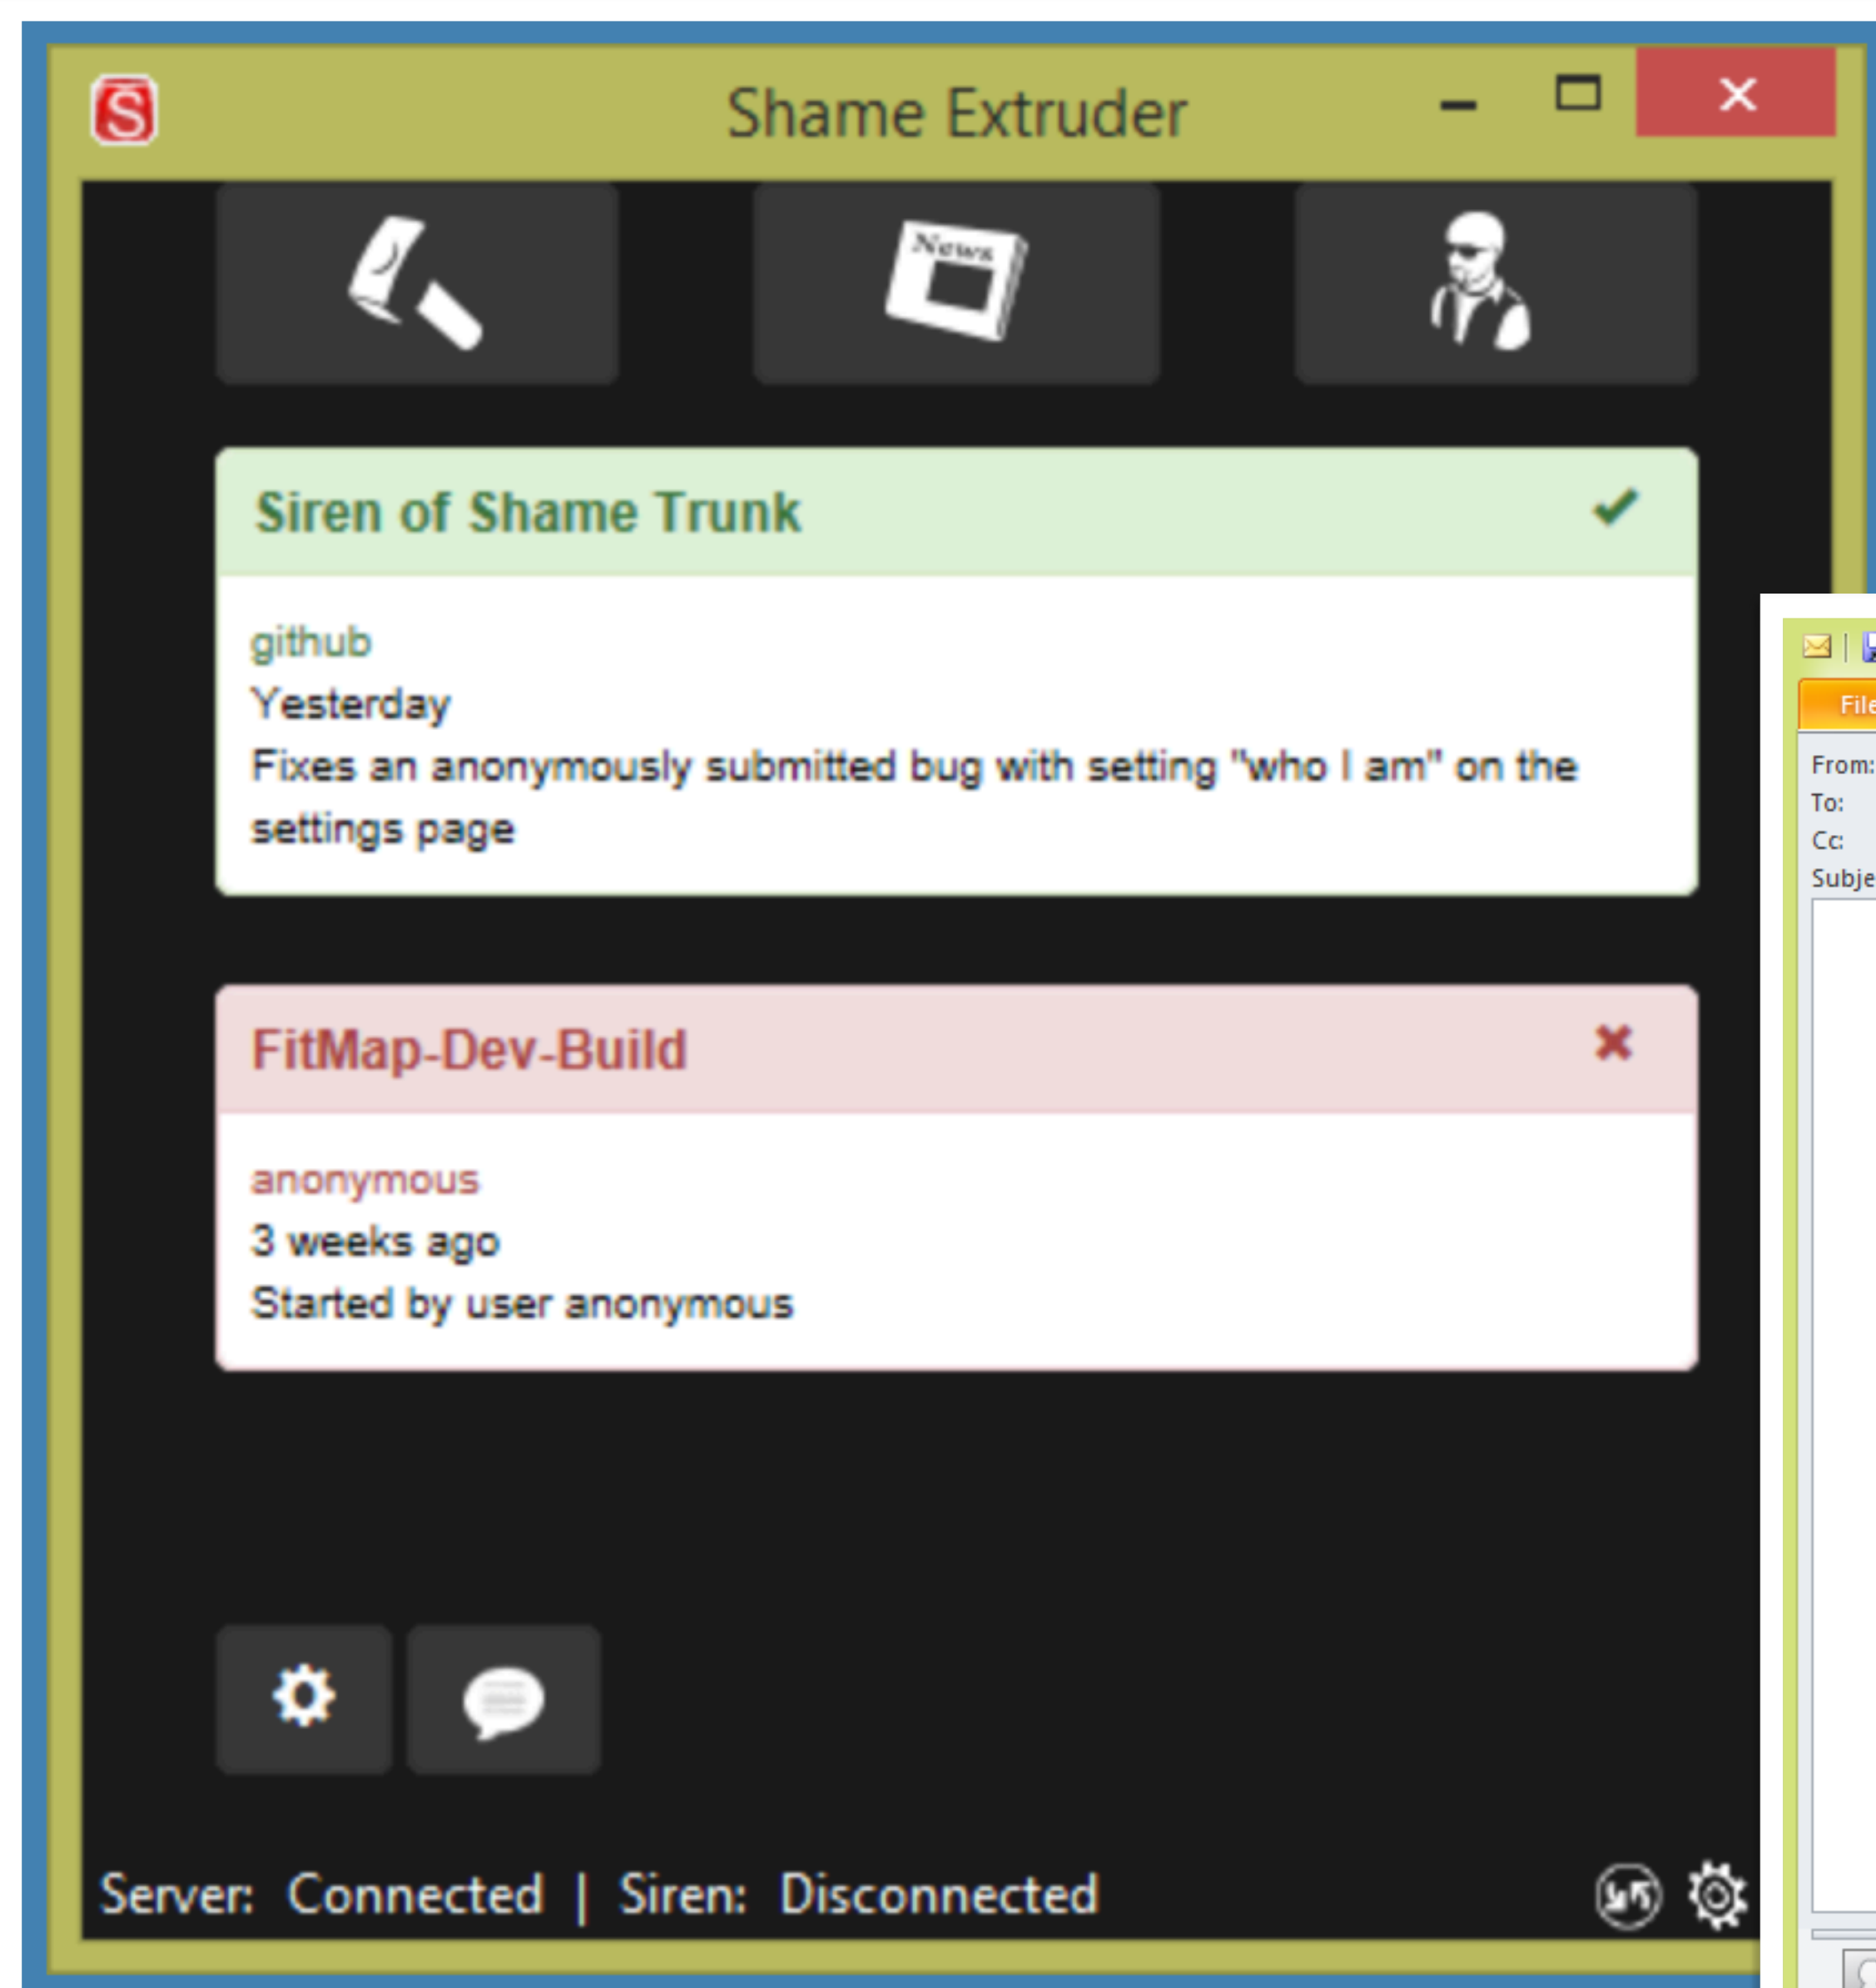 S
Shame Extruder
News
Siren of Shame Trunk
github
Yesterday
Fixes an anonymously submitted bug with setting "who I am" on the
settings page
FitMap-Dev-Build
anonymous
3 weeks ago
Started by user anonymous
Server: Connected | Siren: Disconnected
File
From:
To:
Cc:
Subje